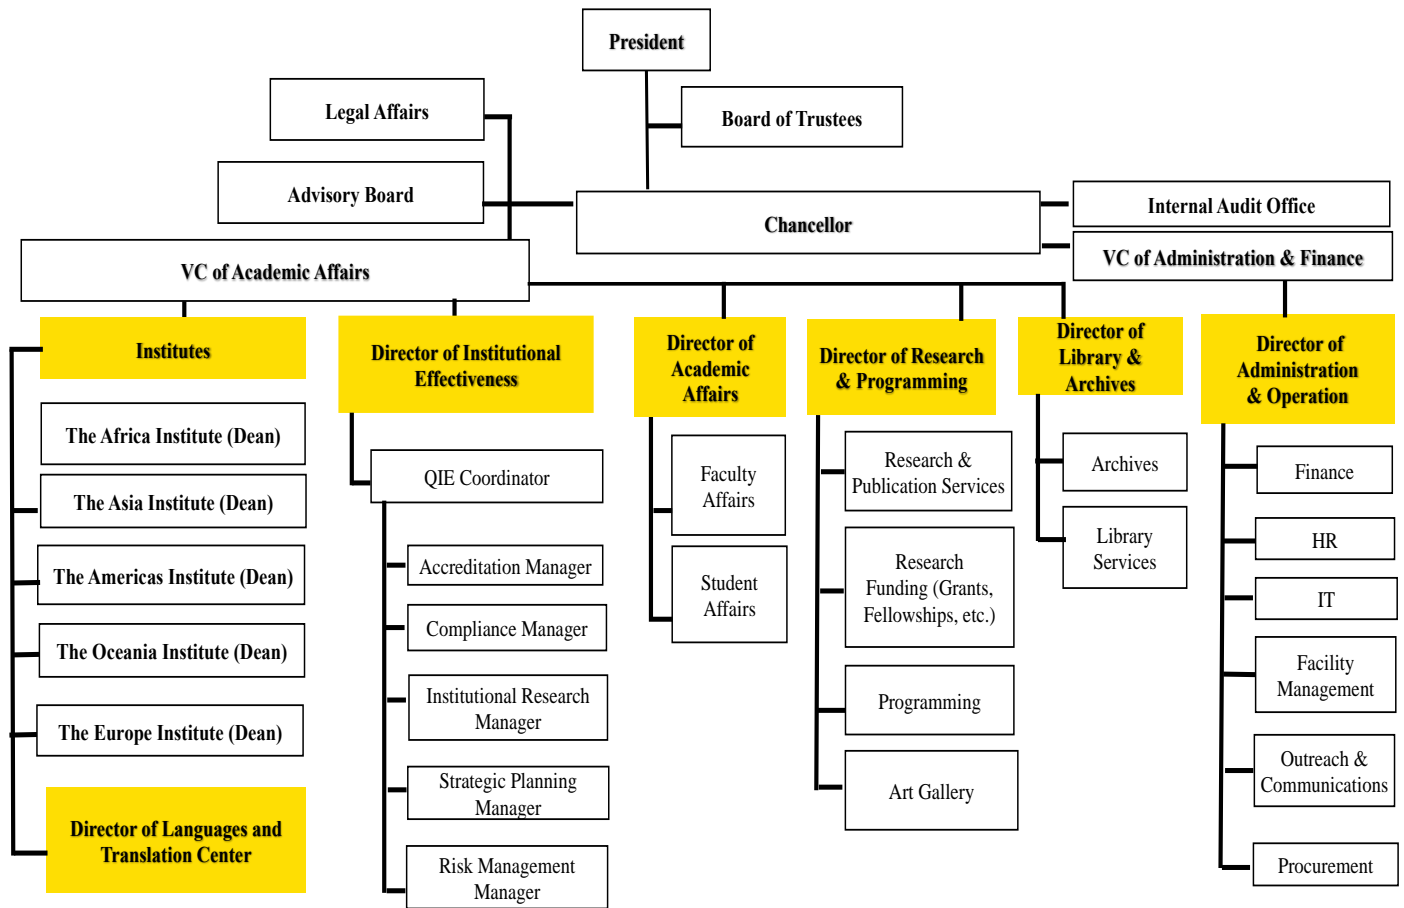 President
Legal Affairs
Board of Trustees
Advisory Board
Chancellor
Internal Audit Office
VC of Academic Affairs
VC of Administration & Finance
Institutes
The Africa Institute (Dean)
The Asia Institute (Dean)
The Americas Institute (Dean)
The Oceania Institute (Dean)
The Europe Institute (Dean)
Director of Languages and
Translation Center
Director of Institutional
Effectiveness
QIE Coordinator
Accreditation Manager
Compliance Manager
Institutional Research
Manager
Strategic Planning
Manager
Risk Management
Manager
Director of
Academic
Affairs
Faculty
Affairs
Student
Affairs
Director of Research
& Programming
Research &
Publication Services
Research
Funding (Grants,
Fellowships, etc.)
Programming
Art Gallery
Director of
Library &
Archives
Archives
Library
Services
Director of
Administration
& Operation
Finance
HR
IT
Facility
Management
Outreach &
Communications
Procurement